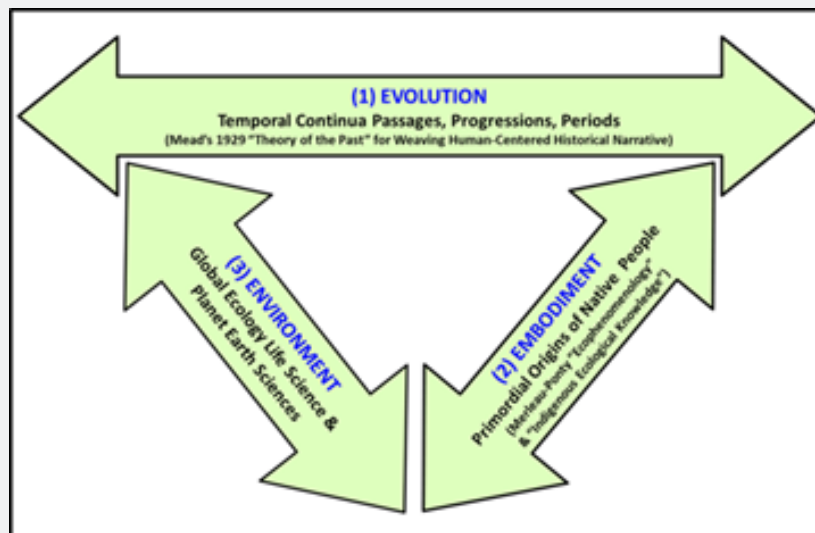 (1) EVOLUTION
Temporal Continua Passages, Progressions, Periods
(Mead's 1929 "Theory of the Past" for Weaving Human-Centered Historical Narrative)
(3) ENVIRONMENT
Global Ecology Life Science &
Planet Earth Sciences
(2) EMBODIMENT
Primordial Origins of Native People
(Merleau-Ponty "Ecophenomenology"
& "Indigenous Ecological Knowledge")